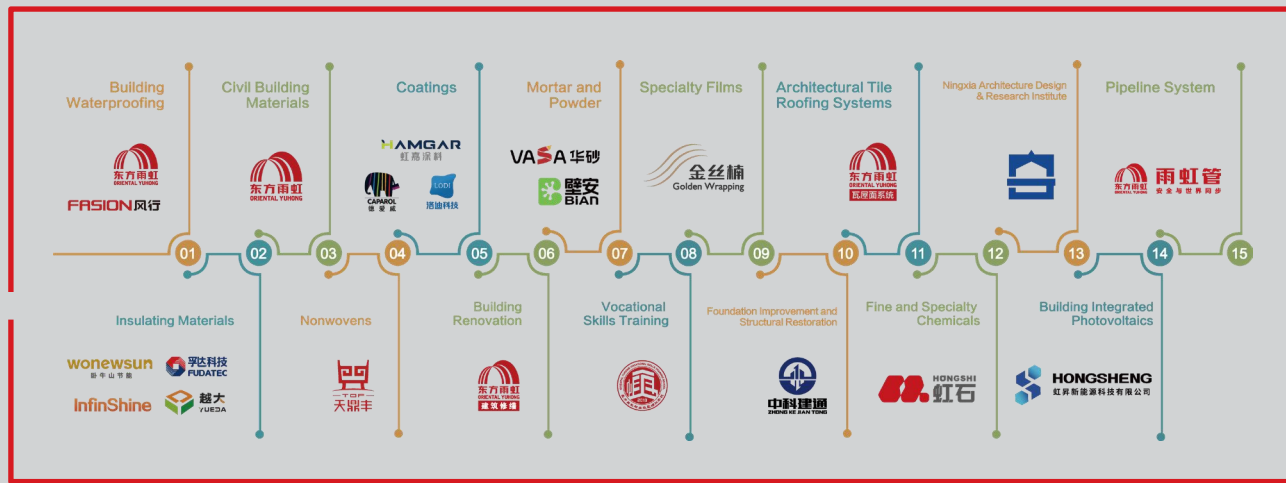 Building
Waterproofing
东方雨虹
ORIENTAL YUHONG
FASION风行
Civil Building
Materials
东方雨虹
ORIENTAL YUHONG
Coatings
HAMGAR
虹嘉涂料
CAPAROL
德爱威
LODI
洛迪科技
Mortar and
Powder
VASA 华砂
壁安
BiAN
Specialty Films
金丝楠
Golden Wrapping
Architectural Tile
Roofing Systems
东方雨虹
ORIENTAL YUHONG
瓦屋面系统
Ningxia Architecture Design
& Research Institute
Pipeline System
东方雨虹
ORIENTAL YUHONG
雨虹管
安全与世界同步
01
02
03
04
05
06
07
08
09
10
11
12
13
14
15
Insulating Materials
wonewsun
卧牛山节能
孚达科技
FUDATEC
InfinShine
越大
YUEDA
Nonwovens
TOP
天鼎丰
Building
Renovation
东方雨虹
ORIENTAL YUHONG
建筑修缮
Vocational
Skills Training
Foundation Improvement and
Structural Restoration
中科建通
ZHONG KE JIAN TONG
Fine and Specialty
Chemicals
HONGSHI
虹石
Building Integrated
Photovoltaics
HONGSHENG
虹昇新能源科技有限公司